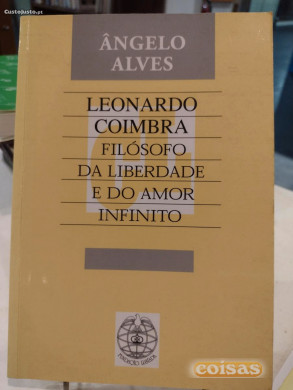 CustoJusto.pt
ÂNGELO
ALVES
LEONARDO
COIMBRA
FILÓSOFO
DA LIBERDADE
E DO AMOR
INFINITO
coisas